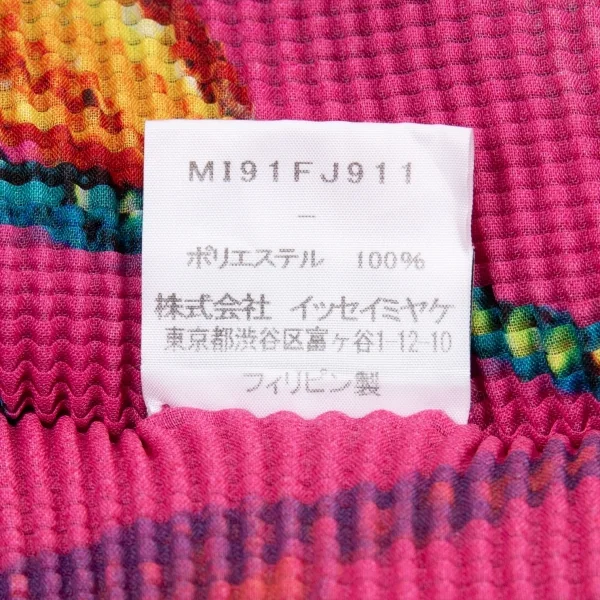 MI91FJ911
–
ポリエステル 100%
株式会社 イッセイミヤケ
東京都渋谷区富ヶ谷1-12-10
フィリピン製